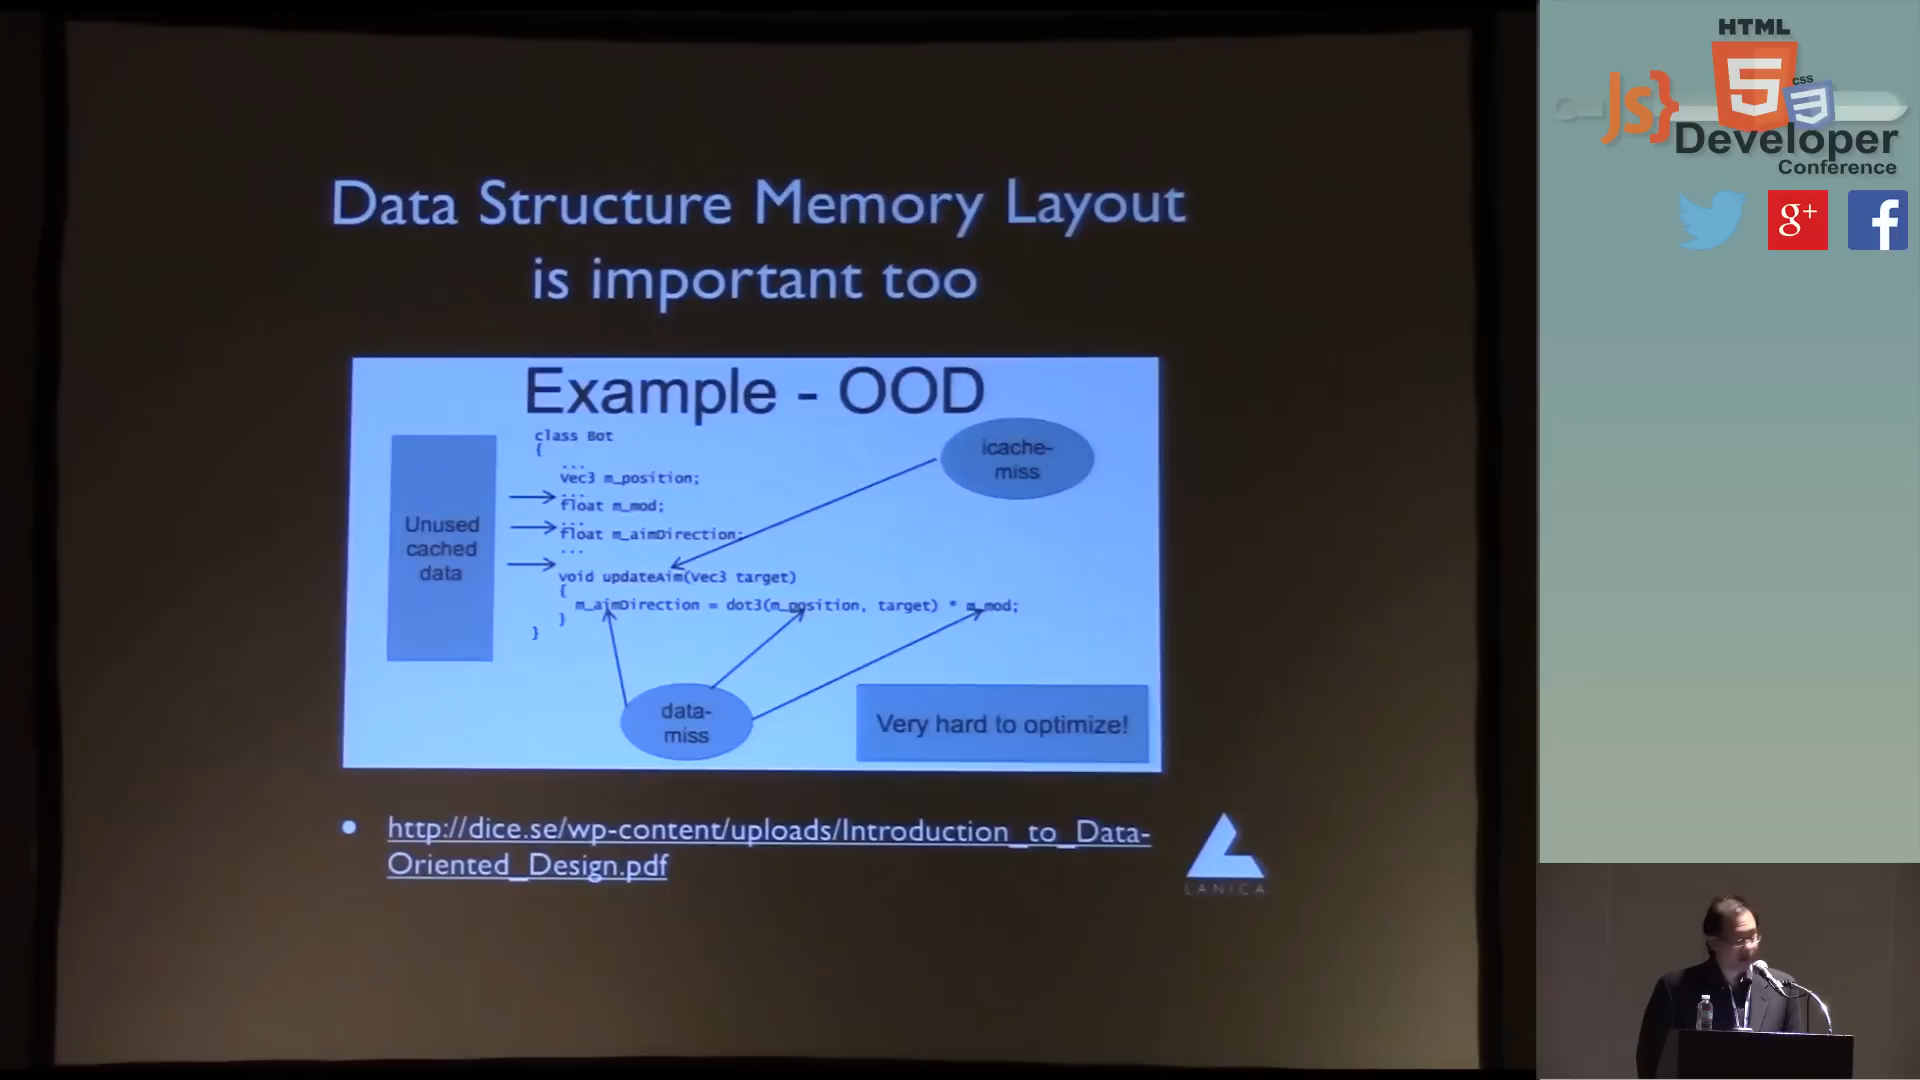 Data Structure Memory Layout
is important too
Example - OOD
class Bot
{
...
Vec3 m_position;
...
float m_mod;
...
float m_aimDirection;
...
void updateAim(Vec3 target)
{
m_aimDirection = dot3(m_position, target) * m_mod;
}
}
Unused
cached
data
icache-
miss
data-
miss
Very hard to optimize!
• http://dice.se/wp-content/uploads/Introduction_to_Data-
Oriented_Design.pdf
LANICA
HTML
5
JS}
CSS
3
Developer
Conference
g+
f